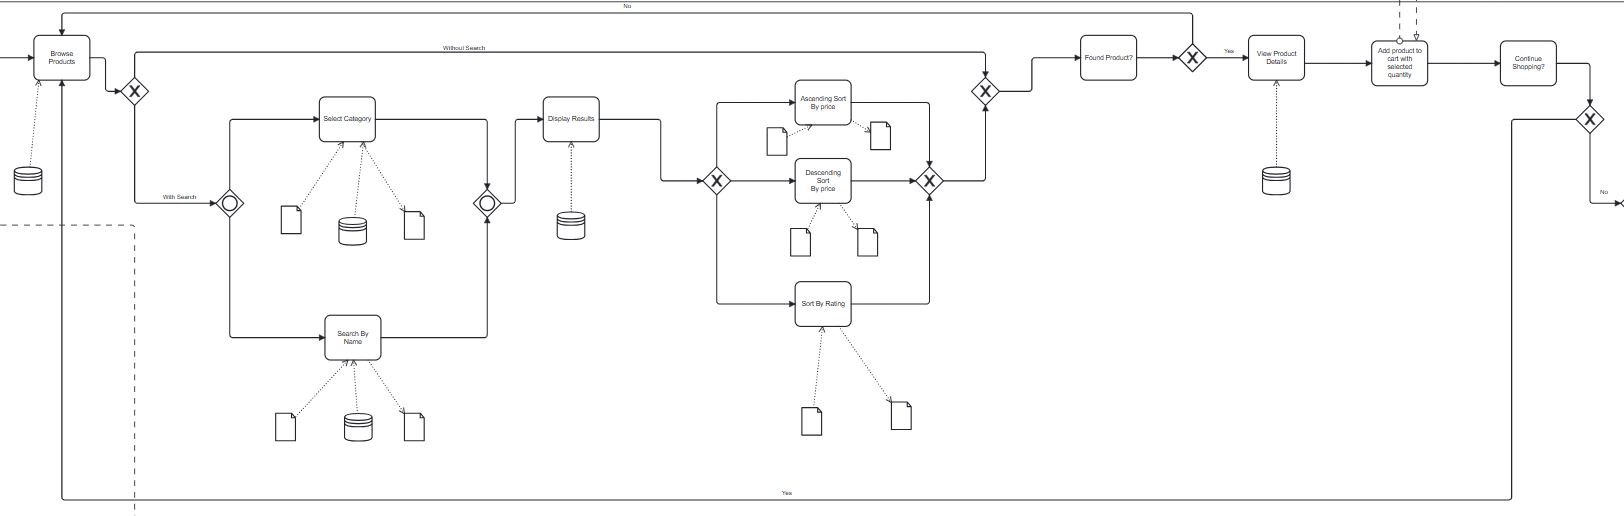 No
Browse
Products
Without Search
Found Product?
Yes
View Product
Details
Add product to
cart with
selected
quantity
Continue
Shopping?
Select Category
Display Results
Ascending Sort
By price
Descending
Sort
By price
With Search
No
Sort By Rating
Search By
Name
Yes